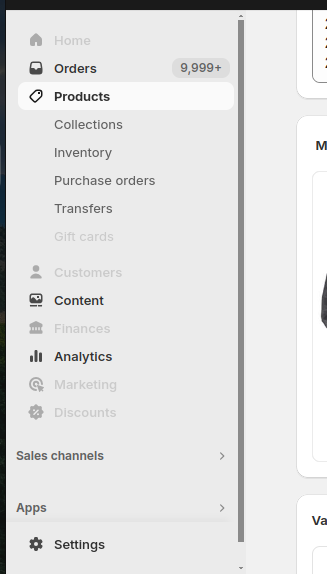 Home
Orders 9,999+
Products
Collections
Inventory
Purchase orders
Transfers
Gift cards
Customers
Content
Finances
Analytics
Marketing
Discounts
Sales channels
Apps
Settings
M
Va